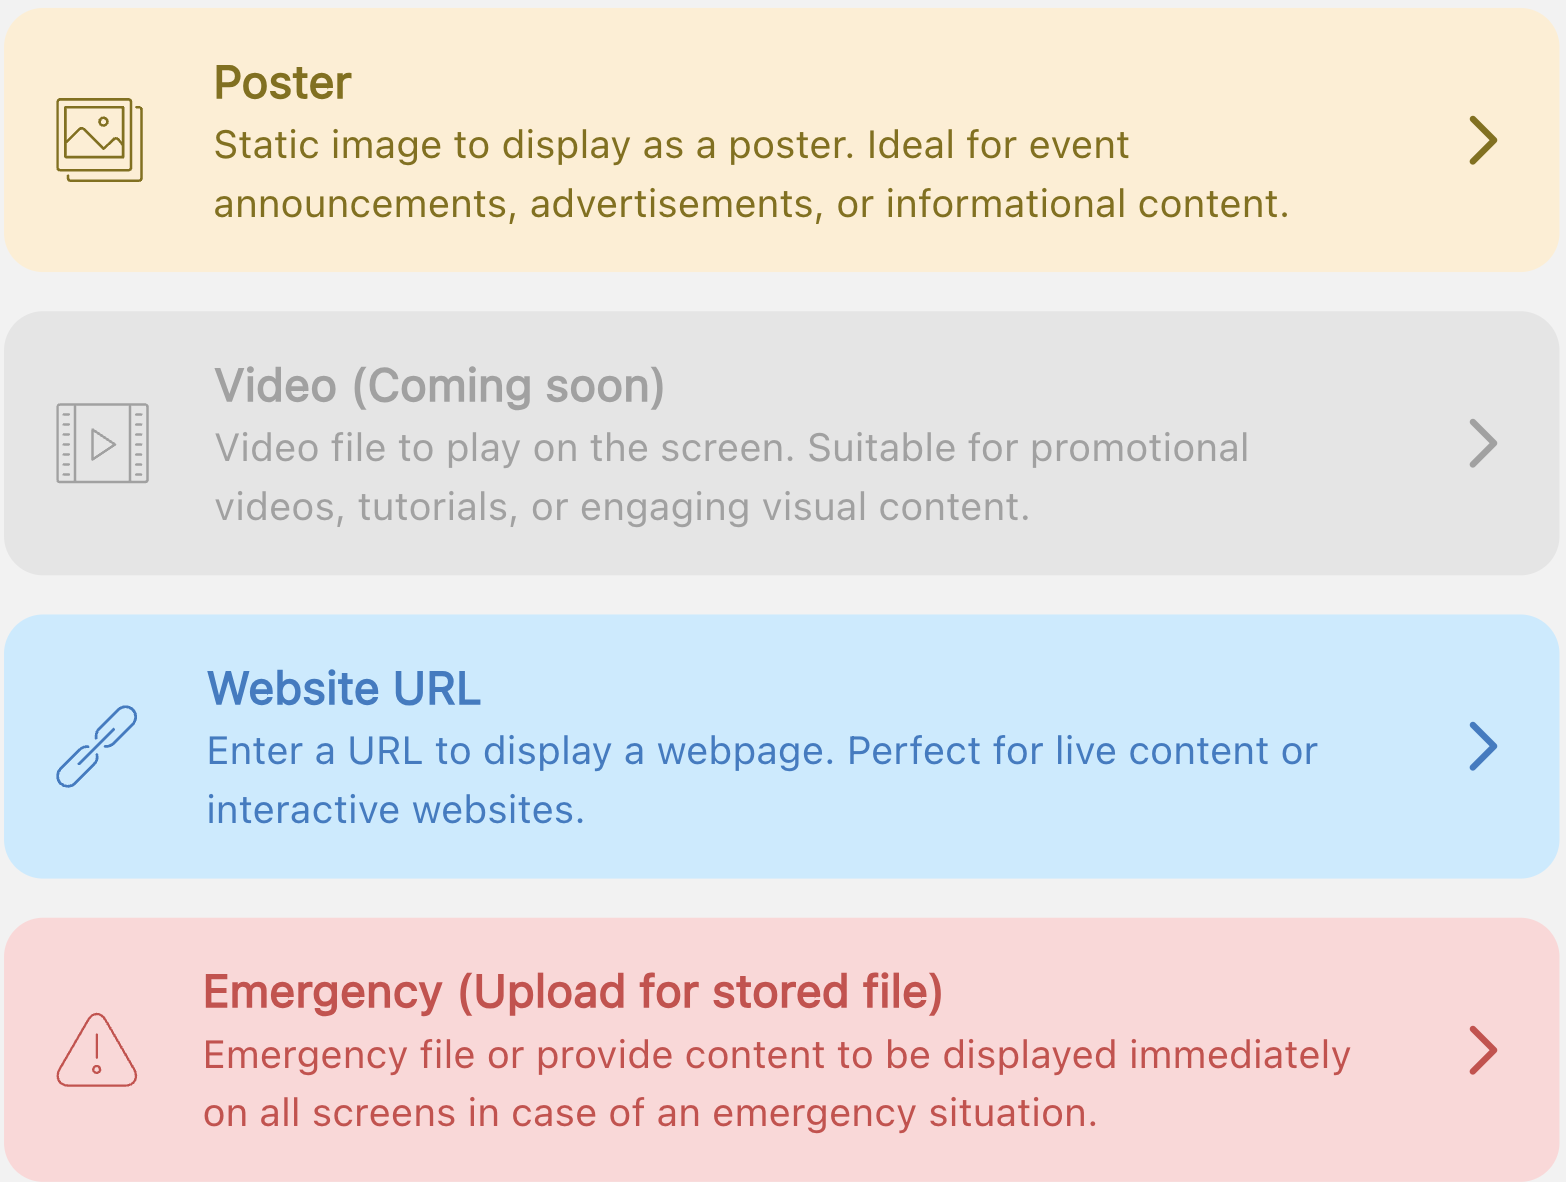 Poster
Static image to display as a poster. Ideal for event
announcements, advertisements, or informational content.
Video (Coming soon)
Video file to play on the screen. Suitable for promotional
videos, tutorials, or engaging visual content.
Website URL
Enter a URL to display a webpage. Perfect for live content or
interactive websites.
Emergency (Upload for stored file)
Emergency file or provide content to be displayed immediately
on all screens in case of an emergency situation.